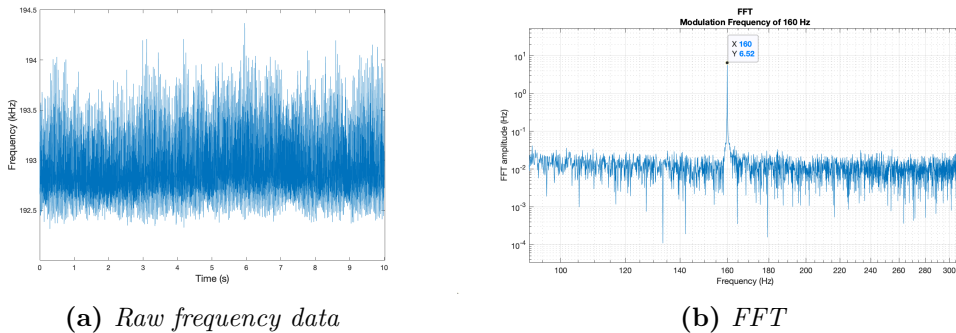 194.5
194
193.5
193
192.5
Frequency (kHz)
0 1 2 3 4 5 6 7 8 9 10
Time (s)
(a) Raw frequency data
FFT
Modulation Frequency of 160 Hz
X 160
Y 6.52
10^1
10^0
10^-1
10^-2
10^-3
10^-4
FFT amplitude (Hz)
100 120 140 160 180 200 220 240 260 280 300
Frequency (Hz)
(b) FFT